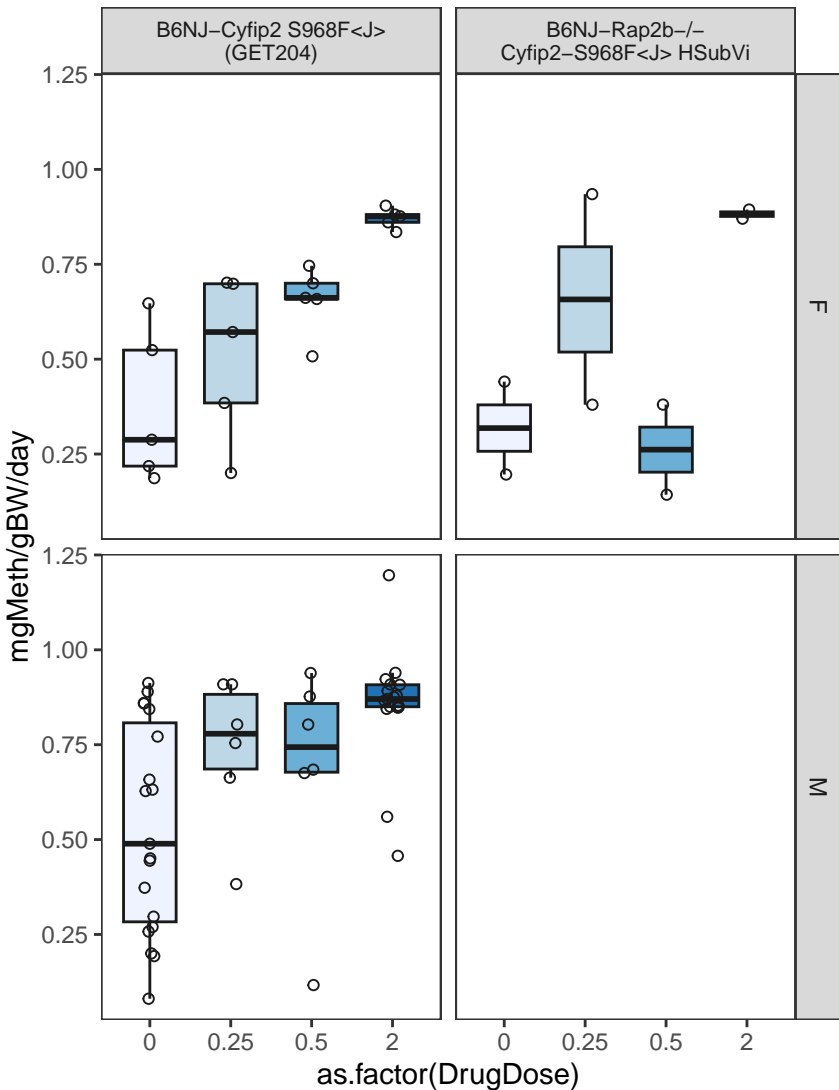 B6NJ−Cyfip2 S968F<J>
(GET204)
B6NJ−Rap2b−/−
Cyfip2−S968F<J> HSubVi
1.25
1.00
0.75
0.50
0.25
F
1.25
1.00
0.75
0.50
0.25
M
mgMeth/gBW/day
0 0.25 0.5 2
0 0.25 0.5 2
as.factor(DrugDose)